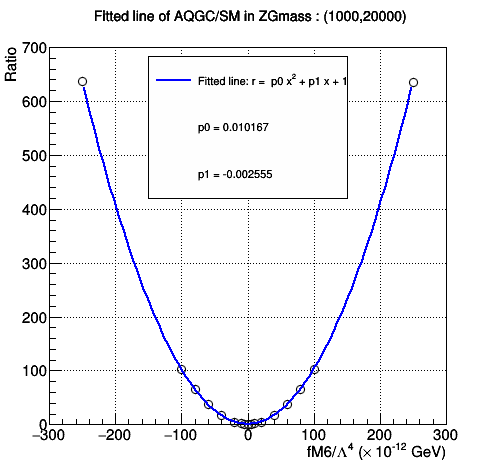 FItted line of AQGC/SM in ZGmass : (1000,20000)
Ratio
700
600
500
400
300
200
100
0
Fitted line: r = p0 x² + p1 x + 1
p0 = 0.010167
p1 = -0.002555
−300 −200 −100 0 100 200 300
fM6/Λ⁴ (× 10⁻¹² GeV)